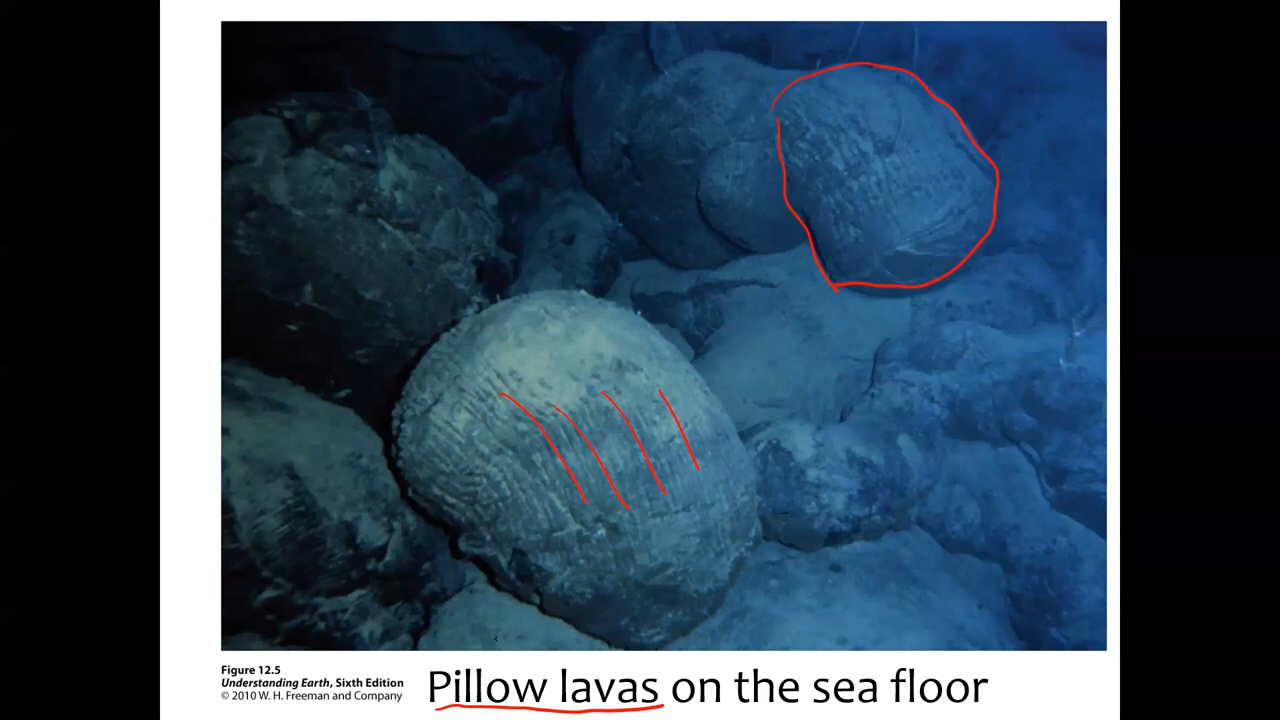 Figure 12.5
Understanding Earth, Sixth Edition
© 2010 W. H. Freeman and Company
Pillow lavas on the sea floor